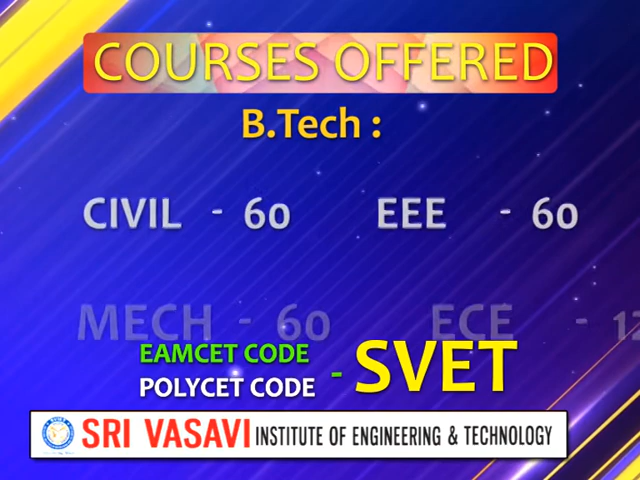 COURSES OFFERED
B.Tech :
CIVIL - 60 EEE - 60
MECH - 60 ECE - 12
EAMCET CODE
POLYCET CODE - SVET
SRI VASAVI INSTITUTE OF ENGINEERING & TECHNOLOGY